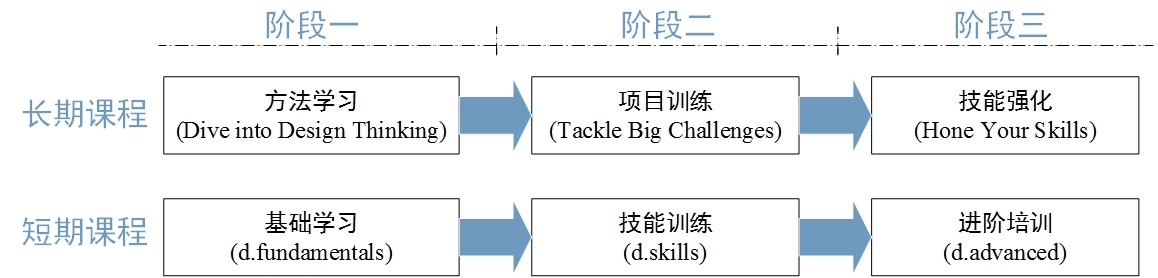 阶段一
阶段二
阶段三
长期课程
方法学习
(Dive into Design Thinking)
项目训练
(Tackle Big Challenges)
技能强化
(Hone Your Skills)
短期课程
基础学习
(d.fundamentals)
技能训练
(d.skills)
进阶培训
(d.advanced)